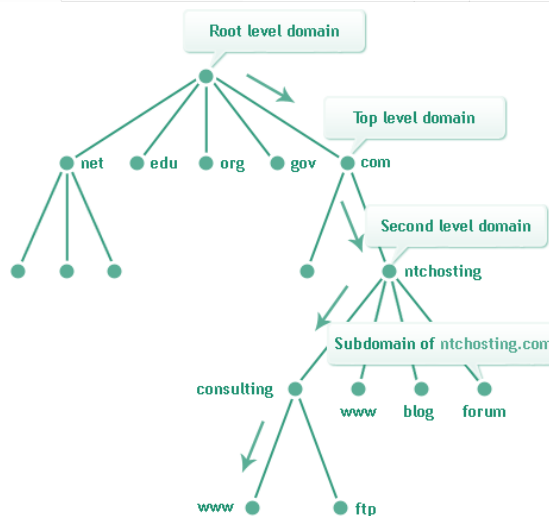 Root level domain
Top level domain
net
edu
org
gov
com
Second level domain
ntchosting
Subdomain of ntchosting.com
consulting
www
blog
forum
www
ftp